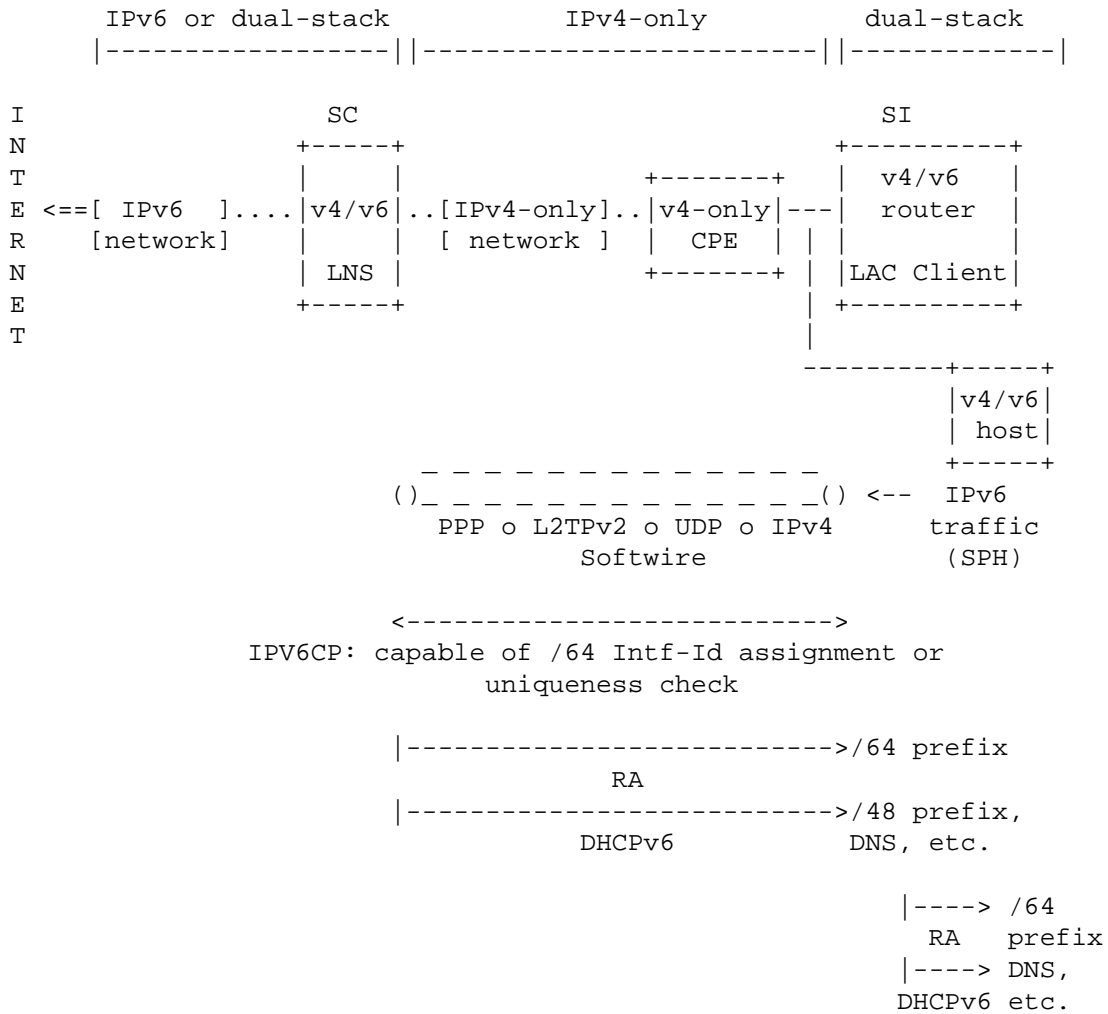 IPv6 or dual-stack          IPv4-only          dual-stack
|------------------||-------------------------||-------------|
I                   SC                                 SI
N                 +-----+                           +----------+
T                 |     |               +-------+   |  v4/v6   |
E <==[ IPv6  ]....|v4/v6|..[IPv4-only]..|v4-only|---|  router  |
R    [network]    |     |  [ network ]  |  CPE  | | |          |
N                 | LNS |               +-------+ | |LAC Client|
E                 +-----+                         | +----------+
T                                                 |
                                                  ---------+-----+
                                                           |v4/v6|
                                                           | host|
                          _ _ _ _ _ _ _ _ _ _ _ _ _        +-----+
                        ()_ _ _ _ _ _ _ _ _ _ _ _ _() <--  IPv6
                           PPP o L2TPv2 o UDP o IPv4      traffic
                                    Softwire               (SPH)
                        <--------------------------->
               IPV6CP: capable of /64 Intf-Id assignment or
                              uniqueness check
                        |--------------------------->/64 prefix
                                      RA
                        |--------------------------->/48 prefix,
                                    DHCPv6           DNS, etc.
                                                        |----> /64
                                                          RA   prefix
                                                        |----> DNS,
                                                        DHCPv6 etc.